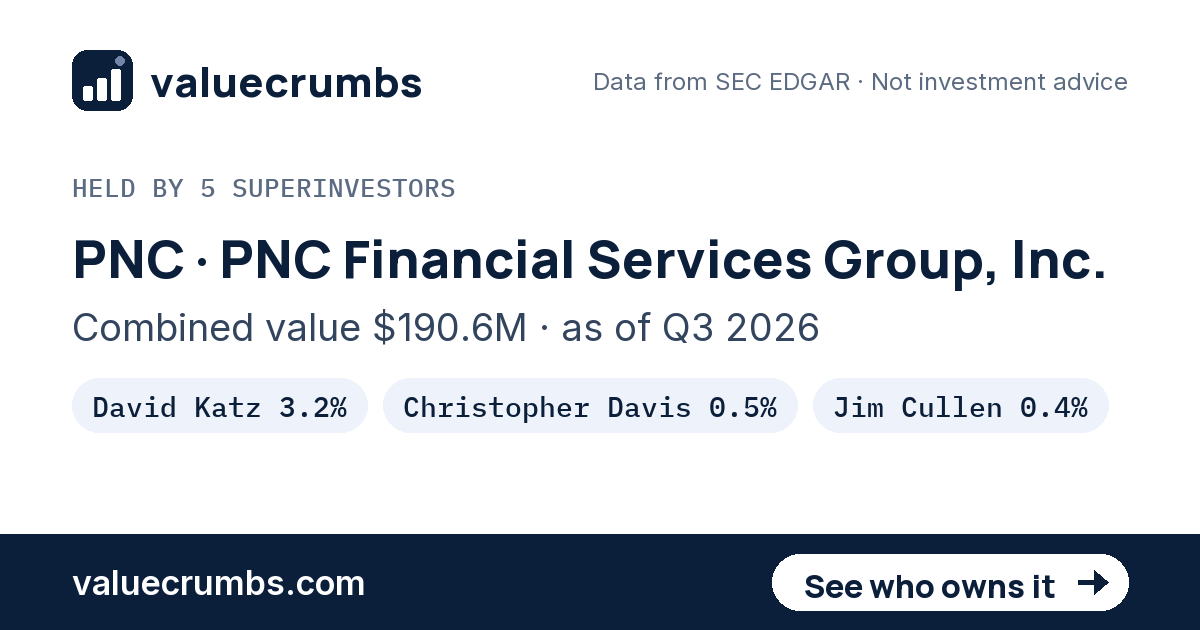 valuecrumbs
Data from SEC EDGAR · Not investment advice
HELD BY 5 SUPERINVESTORS
PNC · PNC Financial Services Group, Inc.
Combined value $190.6M · as of Q3 2026
David Katz 3.2%
Christopher Davis 0.5%
Jim Cullen 0.4%
valuecrumbs.com
See who owns it →